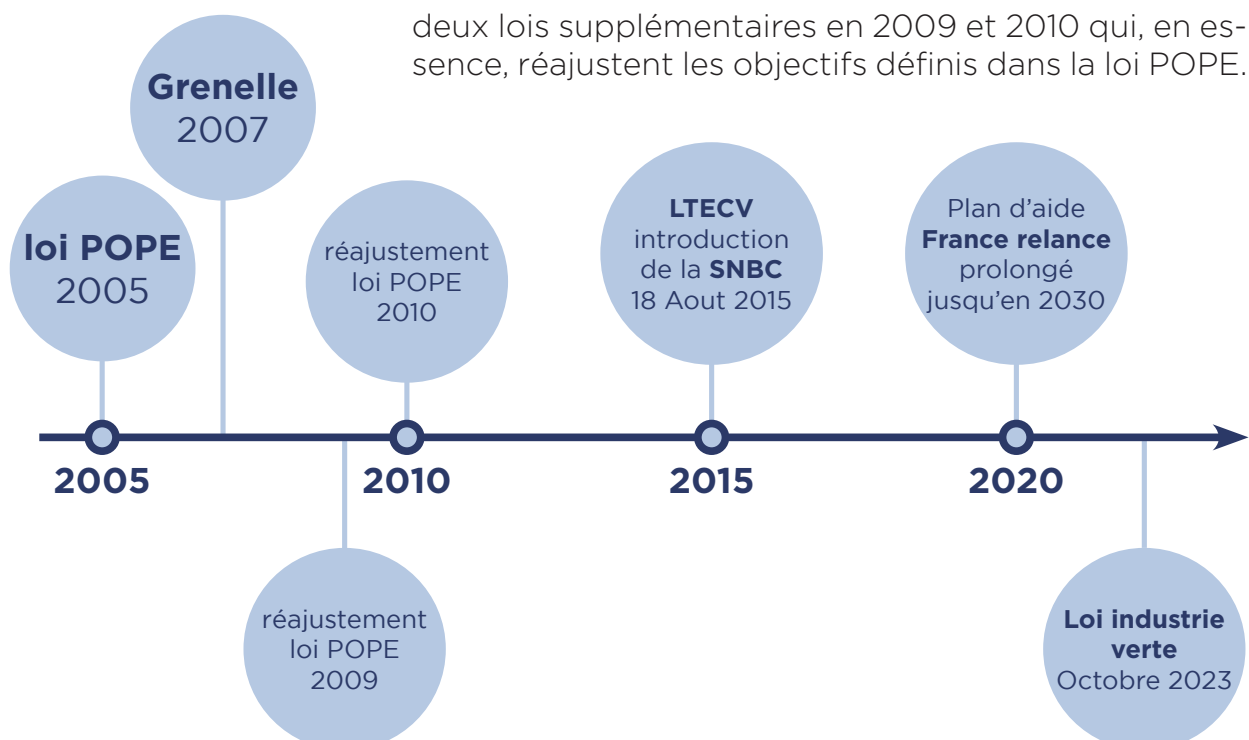 deux lois supplémentaires en 2009 et 2010 qui, en es-
sence, réajustent les objectifs définis dans la loi POPE.
Grenelle
2007
loi POPE
2005
réajustement
loi POPE
2010
LTECV
introduction
de la SNBC
18 Aout 2015
Plan d’aide
France relance
prolongé
jusqu’en 2030
2005
2010
2015
2020
réajustement
loi POPE
2009
Loi industrie
verte
Octobre 2023